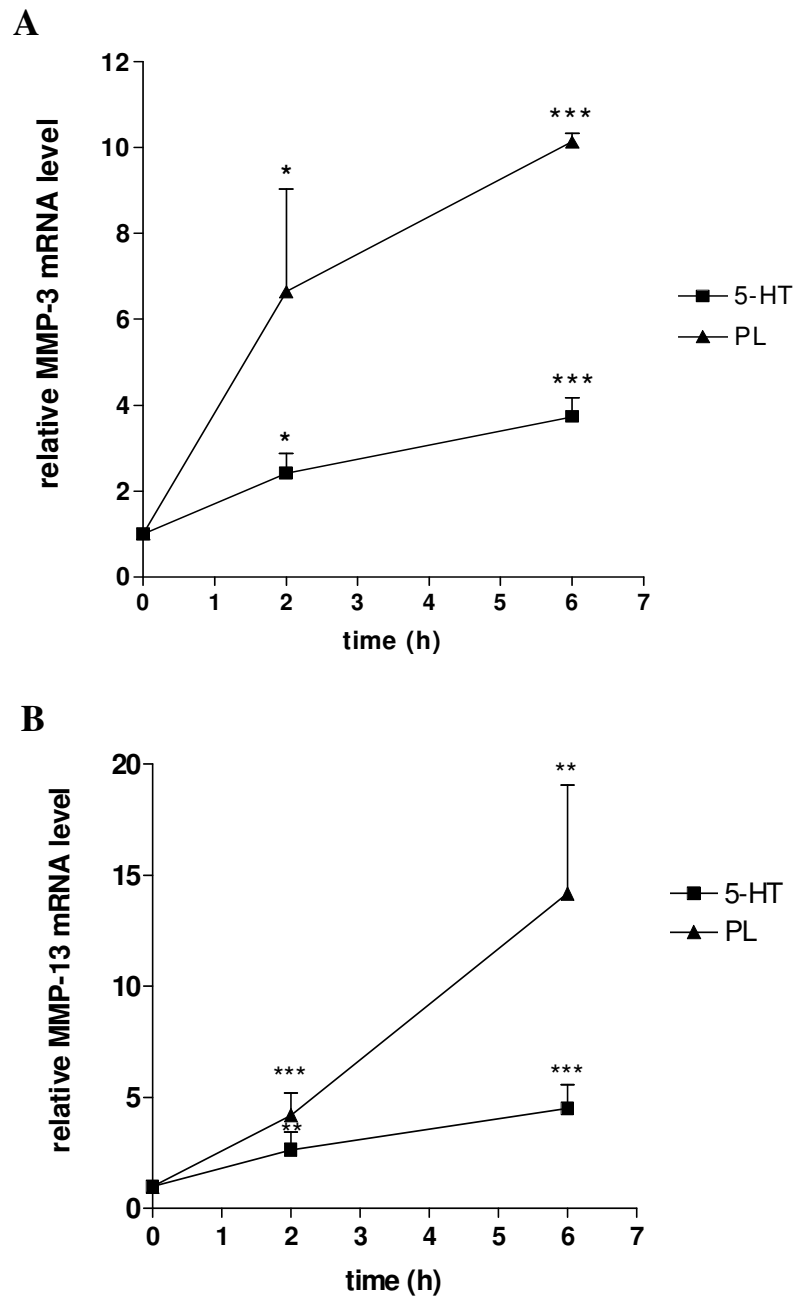 A
12
10
8
6
4
2
0
relative MMP-3 mRNA level
*
***
*
***
5-HT
PL
0 1 2 3 4 5 6 7
time (h)
B
20
15
10
5
0
relative MMP-13 mRNA level
**
***
**
***
5-HT
PL
0 1 2 3 4 5 6 7
time (h)